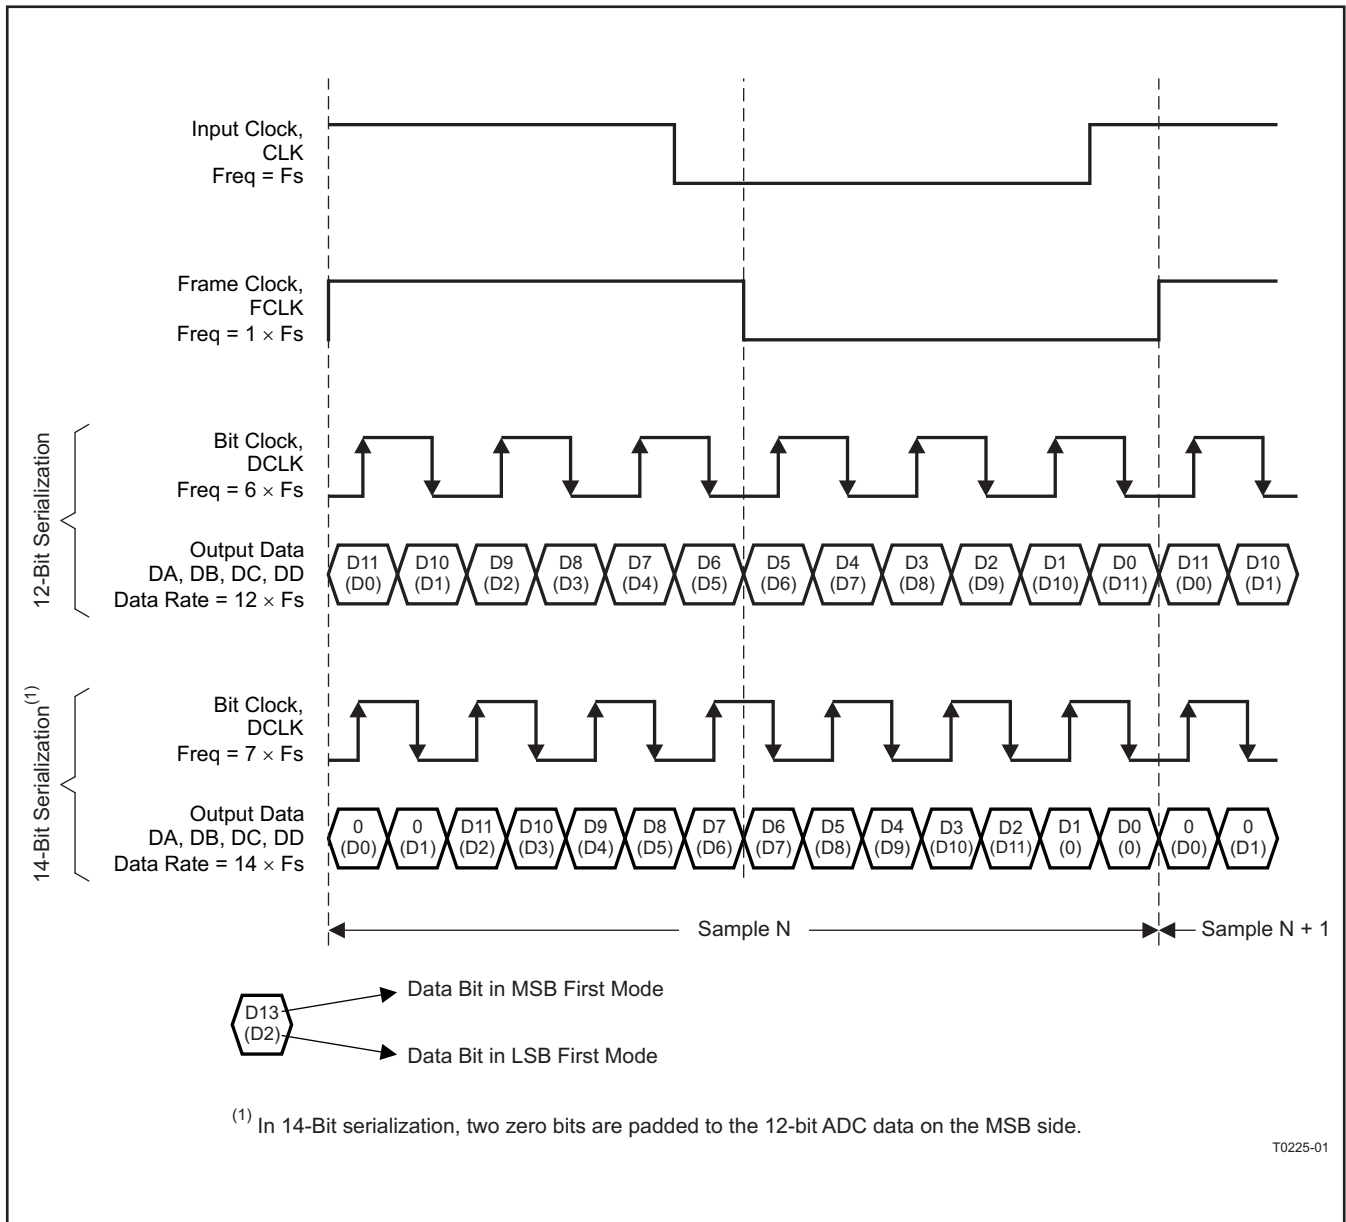 Input Clock,
CLK
Freq = Fs
Frame Clock,
FCLK
Freq = 1 × Fs
12-Bit Serialization
Bit Clock,
DCLK
Freq = 6 × Fs
Output Data
DA, DB, DC, DD
Data Rate = 12 × Fs
D11 D10 D9 D8 D7 D6 D5 D4 D3 D2 D1 D0 D11 D10
(D0) (D1) (D2) (D3) (D4) (D5) (D6) (D7) (D8) (D9) (D10) (D11) (D0) (D1)
14-Bit Serialization(1)
Bit Clock,
DCLK
Freq = 7 × Fs
Output Data
DA, DB, DC, DD
Data Rate = 14 × Fs
0 0 D11 D10 D9 D8 D7 D6 D5 D4 D3 D2 D1 D0 0 0
(D0) (D1) (D2) (D3) (D4) (D5) (D6) (D7) (D8) (D9) (D10) (D11) (0) (0) (D0) (D1)
Sample N
Sample N + 1
D13
(D2)
Data Bit in MSB First Mode
Data Bit in LSB First Mode
(1) In 14-Bit serialization, two zero bits are padded to the 12-bit ADC data on the MSB side.
T0225-01